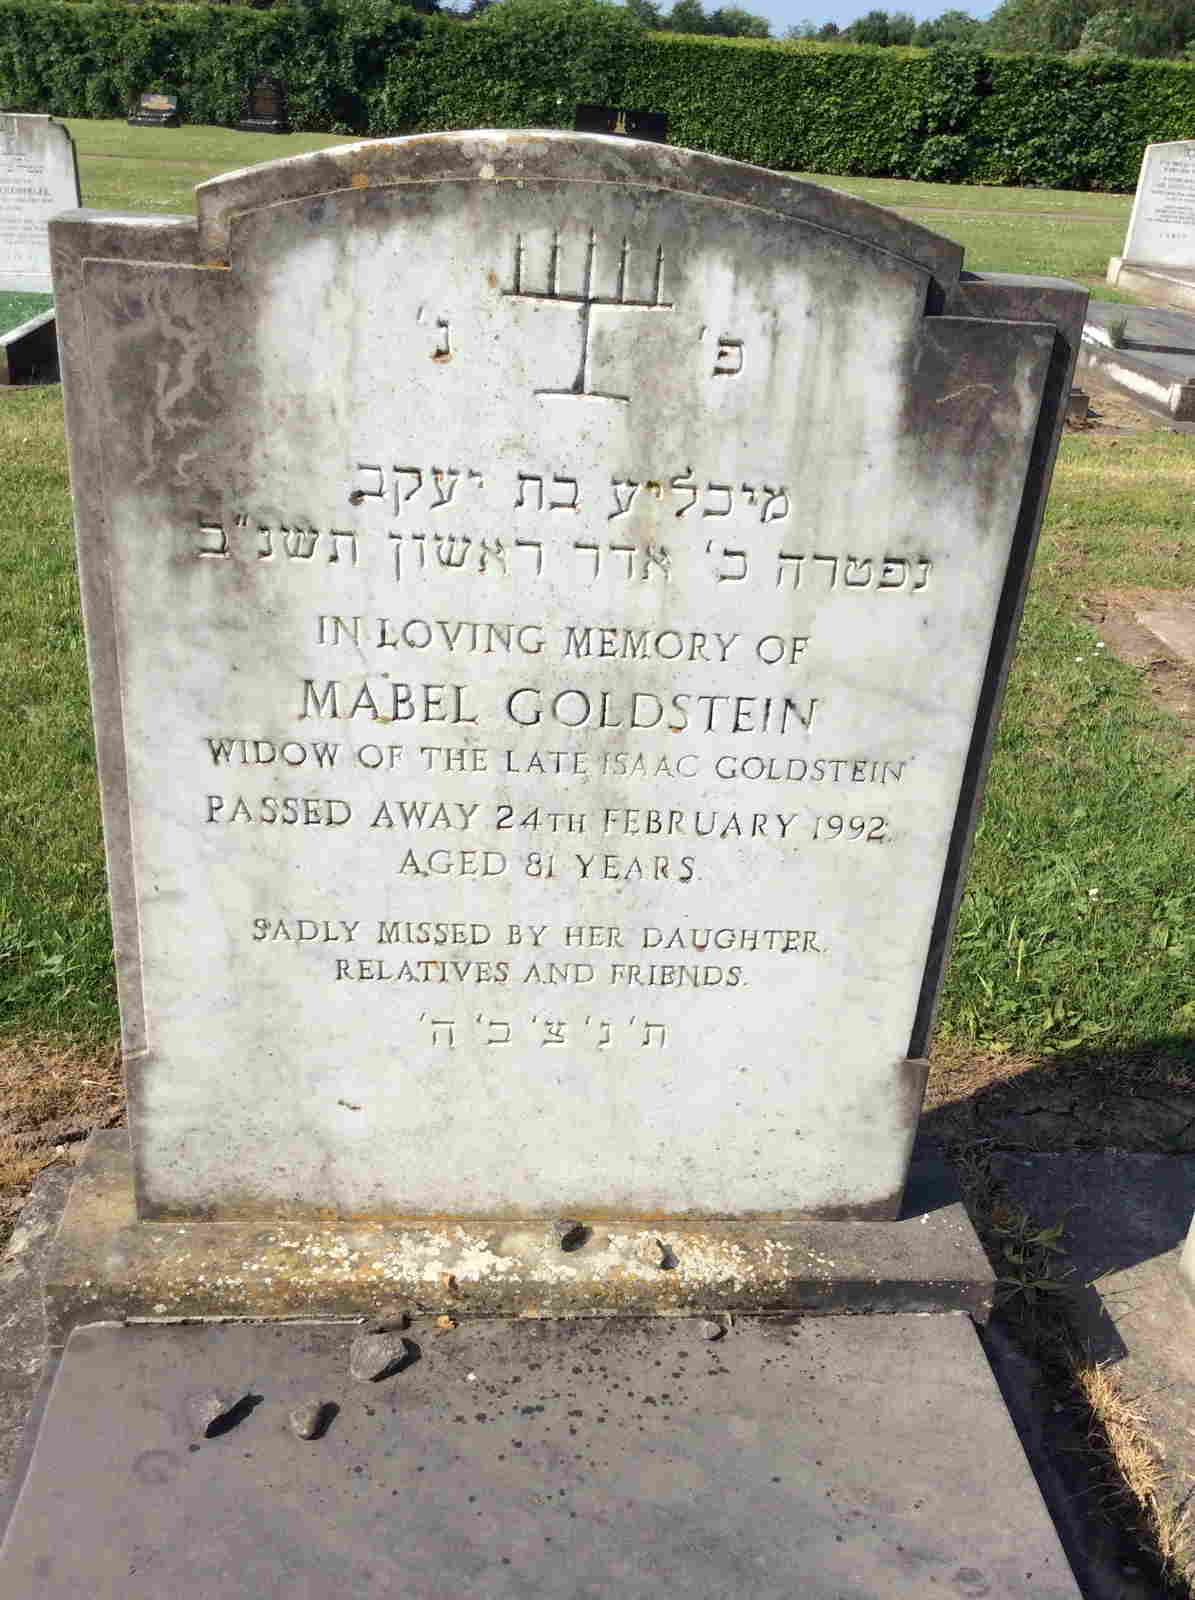 פ' נ'
מיכליע בת יעקב
נפטרה כ' אדר ראשון תשנ"ב
IN LOVING MEMORY OF
MABEL GOLDSTEIN
WIDOW OF THE LATE ISAAC GOLDSTEIN
PASSED AWAY 24TH FEBRUARY 1992.
AGED 81 YEARS.
SADLY MISSED BY HER DAUGHTER,
RELATIVES AND FRIENDS.
ת' נ' צ' ב' ה'